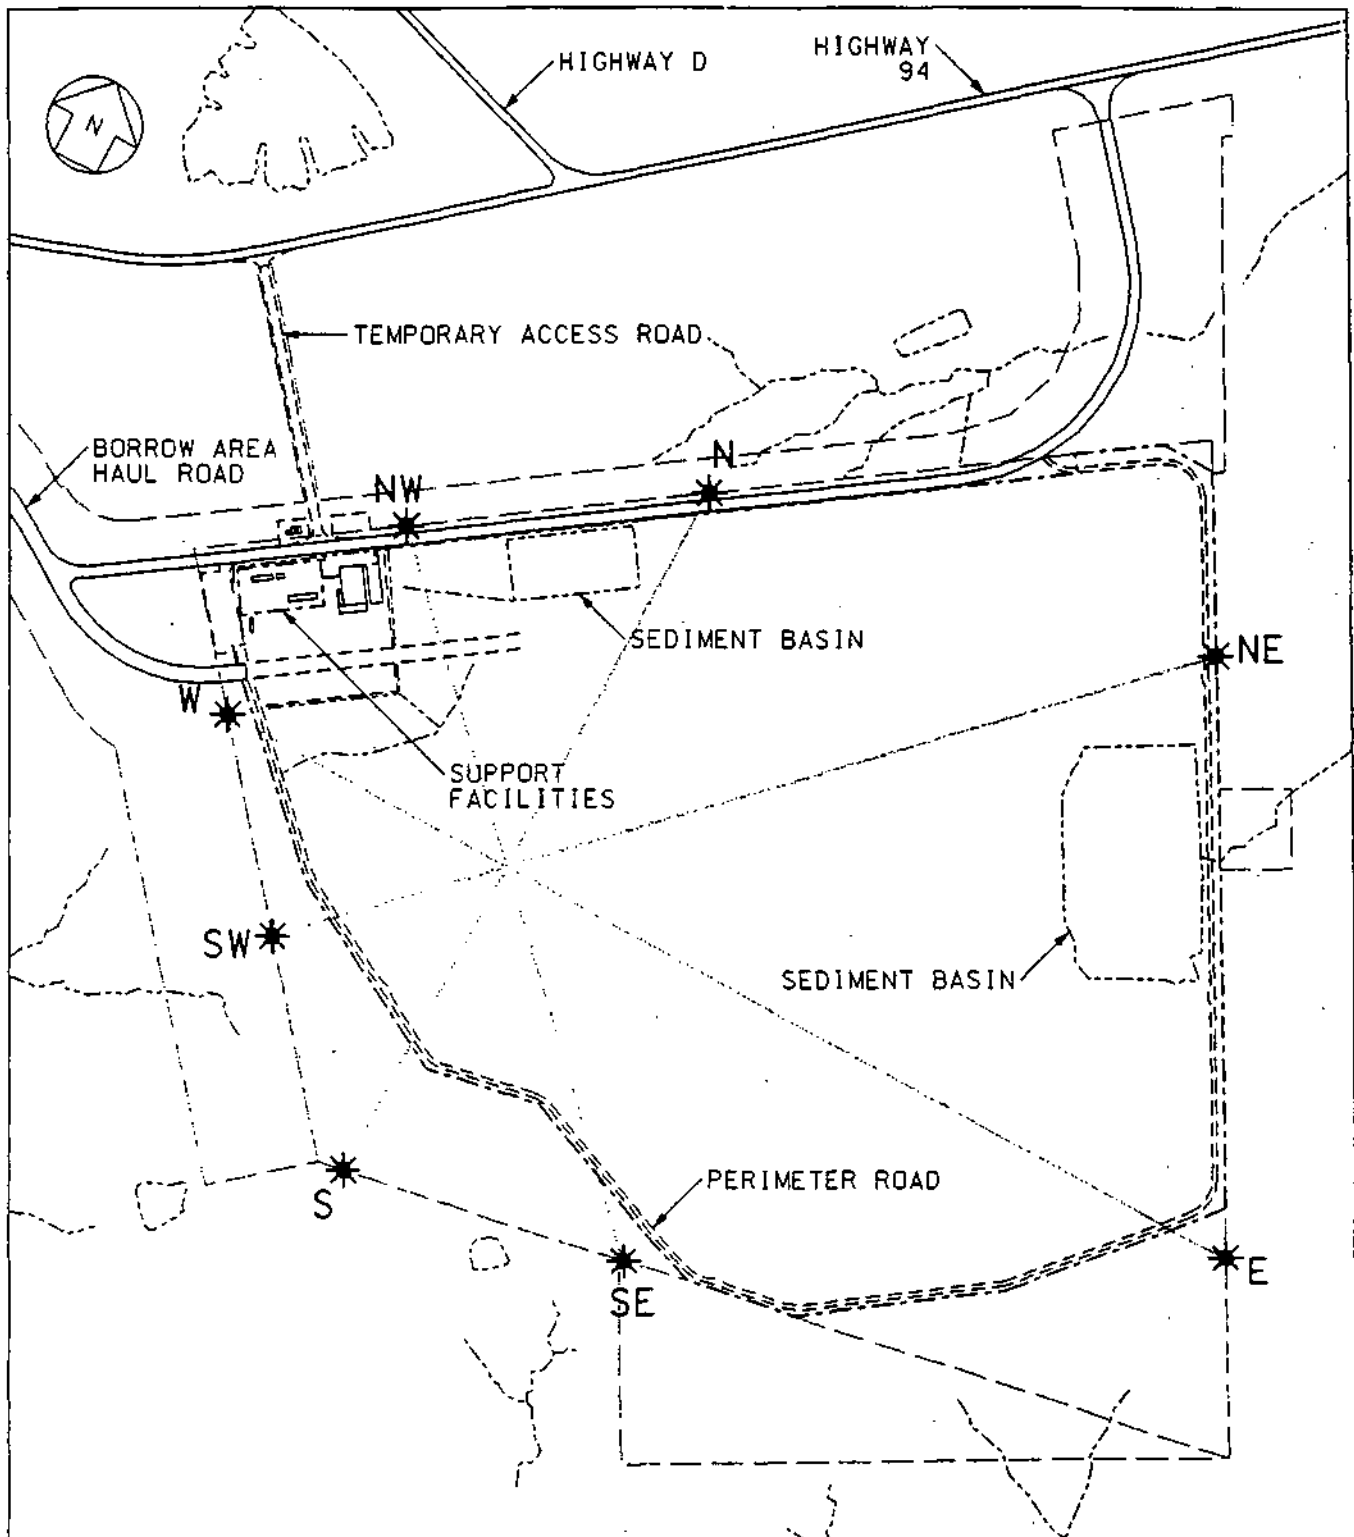 HIGHWAY D
HIGHWAY
94
N
TEMPORARY ACCESS ROAD
BORROW AREA
HAUL ROAD
NW
N
SEDIMENT BASIN
NE
W
SUPPORT
FACILITIES
SW
SEDIMENT BASIN
PERIMETER ROAD
S
SE
E